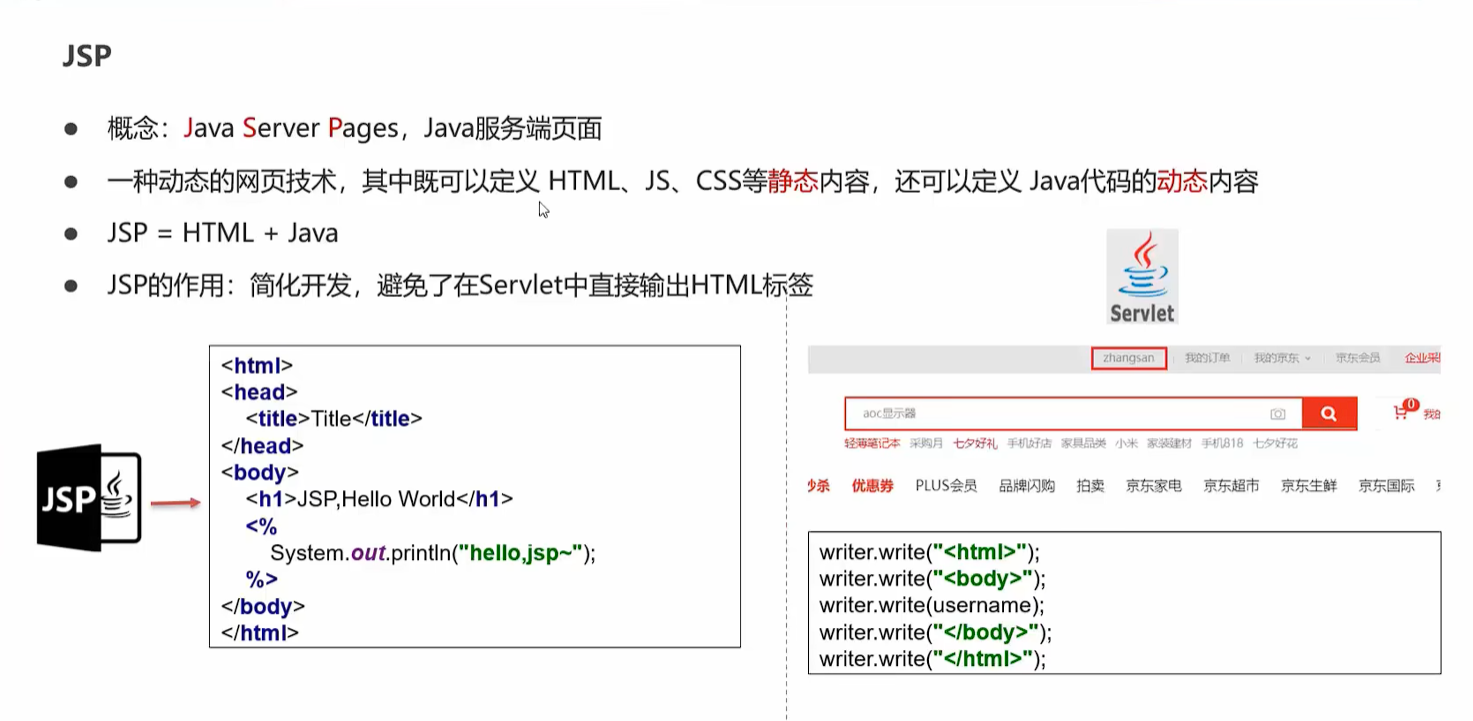 JSP
● 概念：Java Server Pages，Java服务端页面
● 一种动态的网页技术，其中既可以定义 HTML、JS、CSS等静态内容，还可以定义 Java代码的动态内容
● JSP = HTML + Java
● JSP的作用：简化开发，避免了在Servlet中直接输出HTML标签
JSP
<html>
<head>
<title>Title</title>
</head>
<body>
<h1>JSP,Hello World</h1>
<%
System.out.println("hello,jsp~");
%>
</body>
</html>
Servlet
zhangsan 我的订单 我的京东 京东会员 企业采
aoc显示器
0
我的
轻薄笔记本 采购月 七夕好礼 手机好店 家具品类 小米 家装建材 手机818 七夕好花
秒杀 优惠券 PLUS会员 品牌闪购 拍卖 京东家电 京东超市 京东生鲜 京东国际
writer.write("<html>");
writer.write("<body>");
writer.write(username);
writer.write("</body>");
writer.write("</html>");